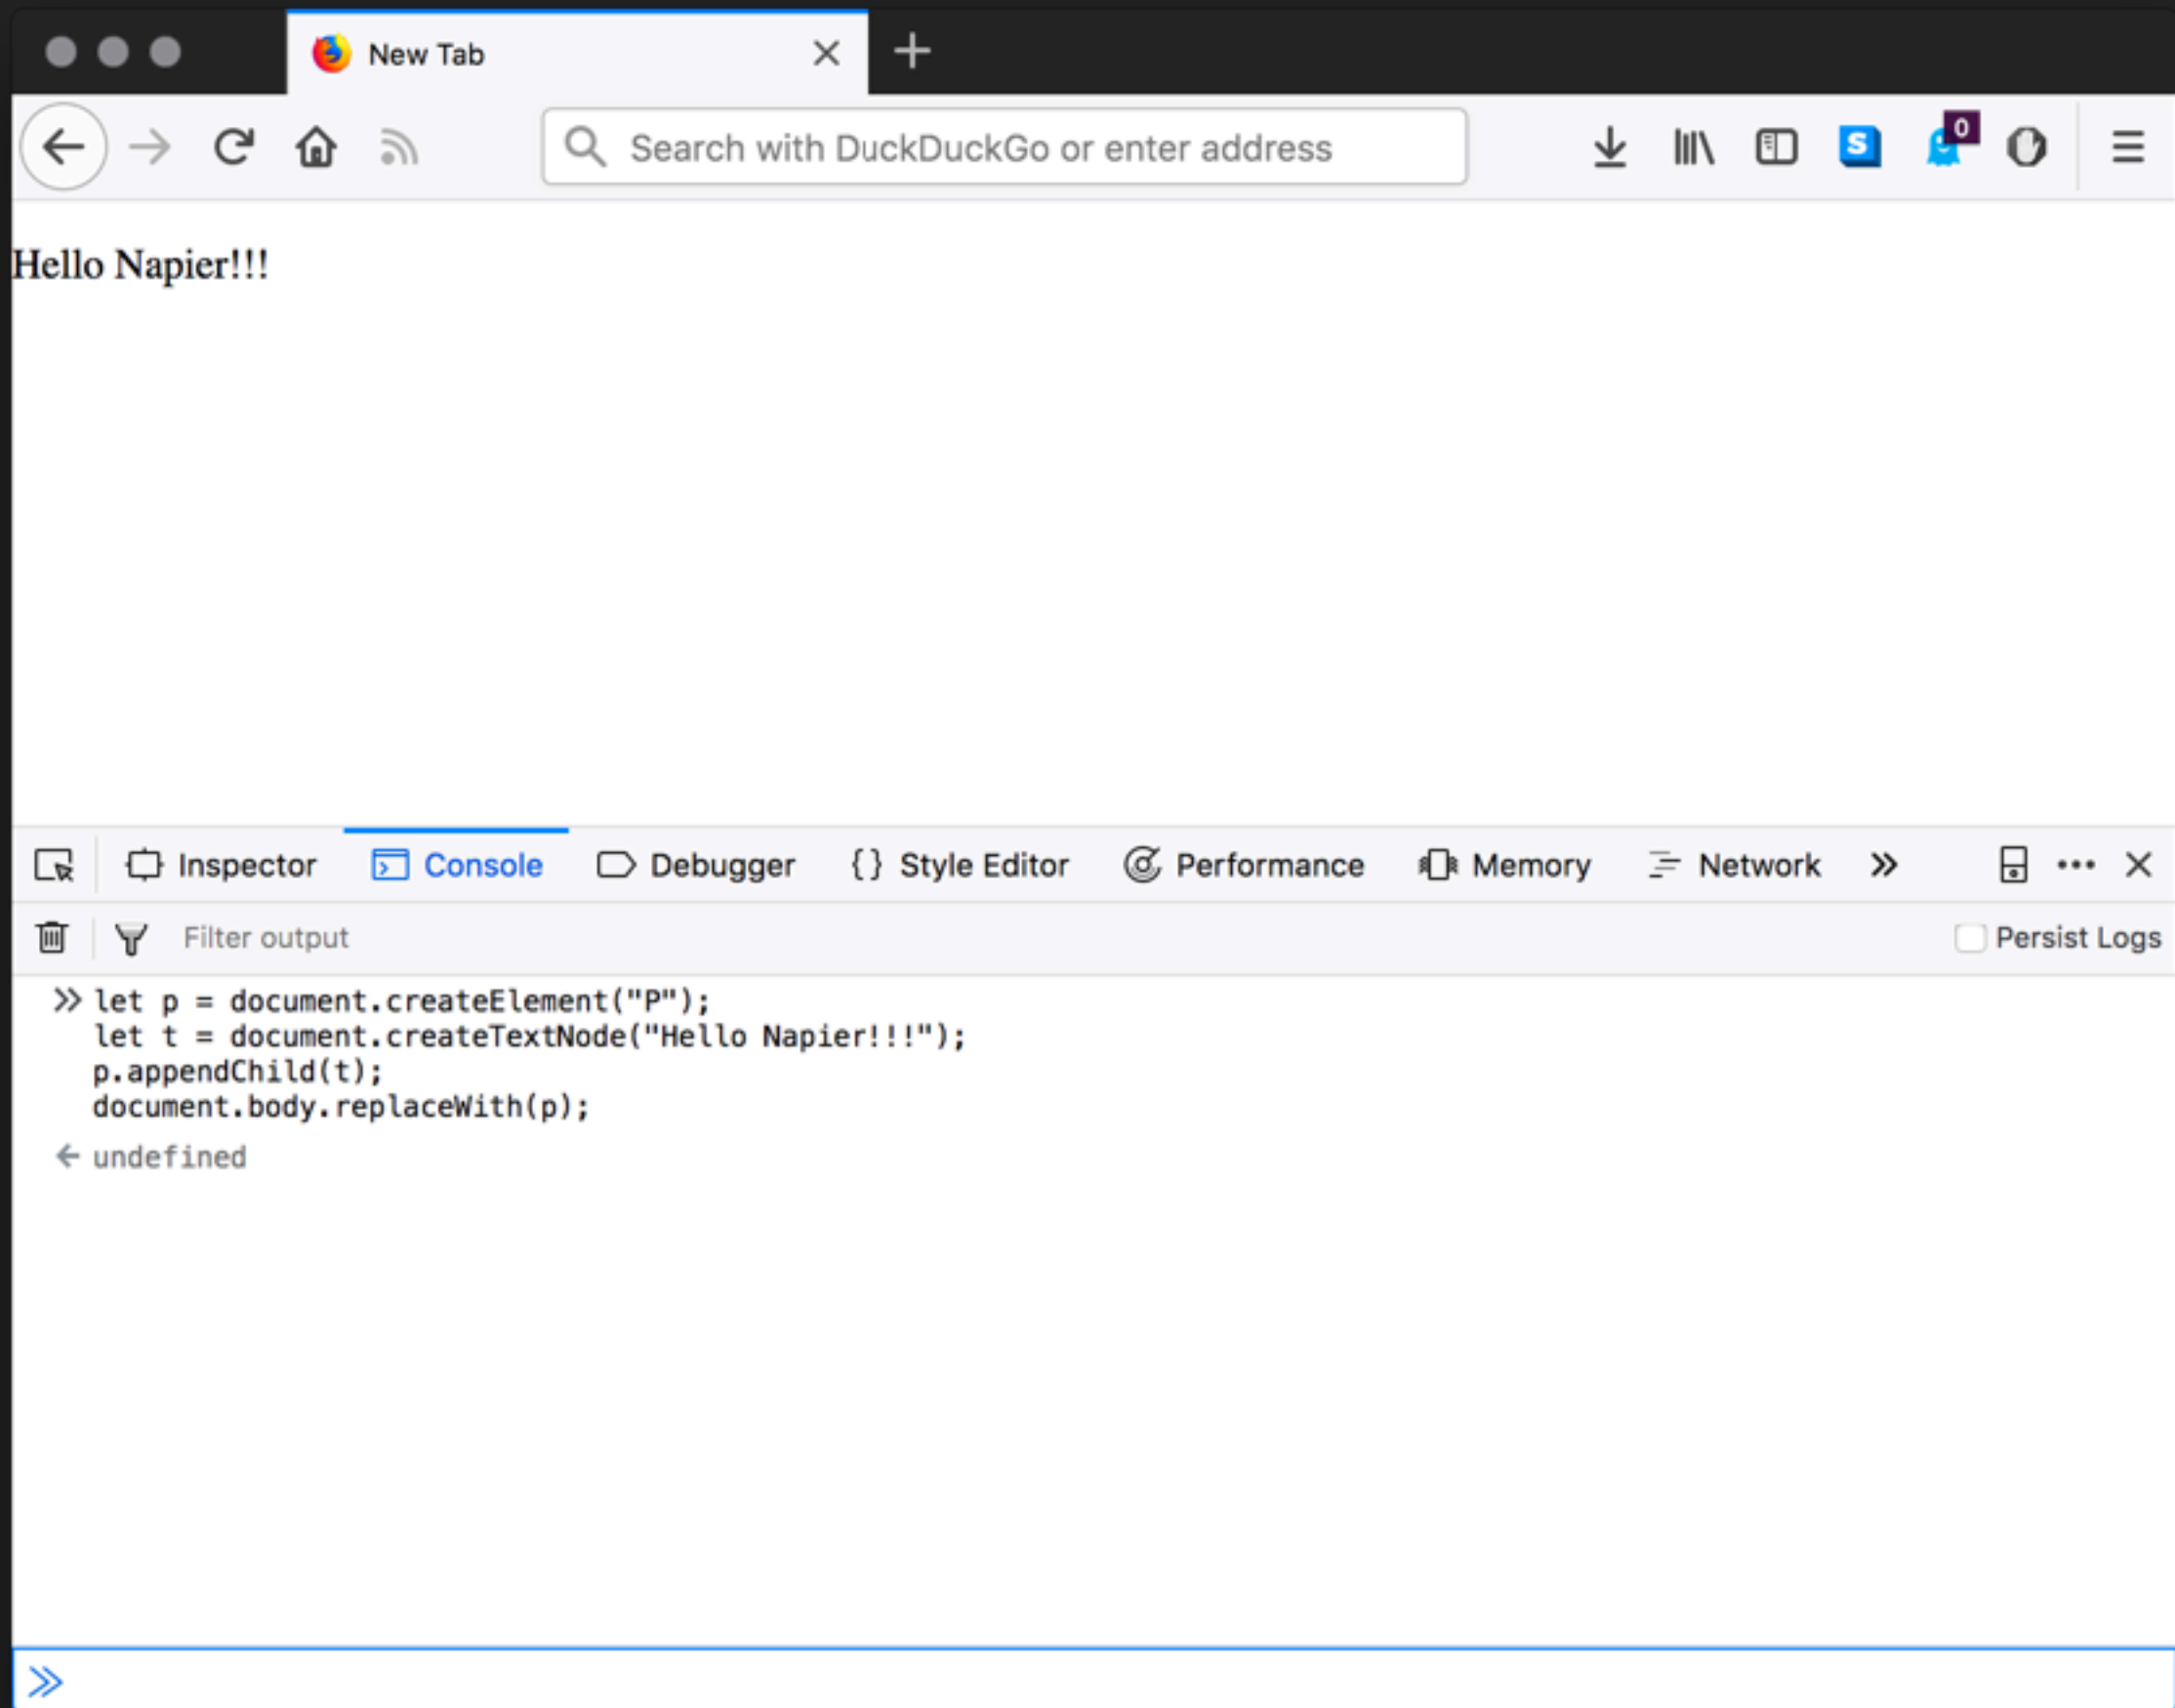 New Tab
Search with DuckDuckGo or enter address
S
0
Hello Napier!!!
Inspector Console Debugger {} Style Editor Performance Memory Network
Filter output Persist Logs
let p = document.createElement("P");
let t = document.createTextNode("Hello Napier!!!");
p.appendChild(t);
document.body.replaceWith(p);
undefined